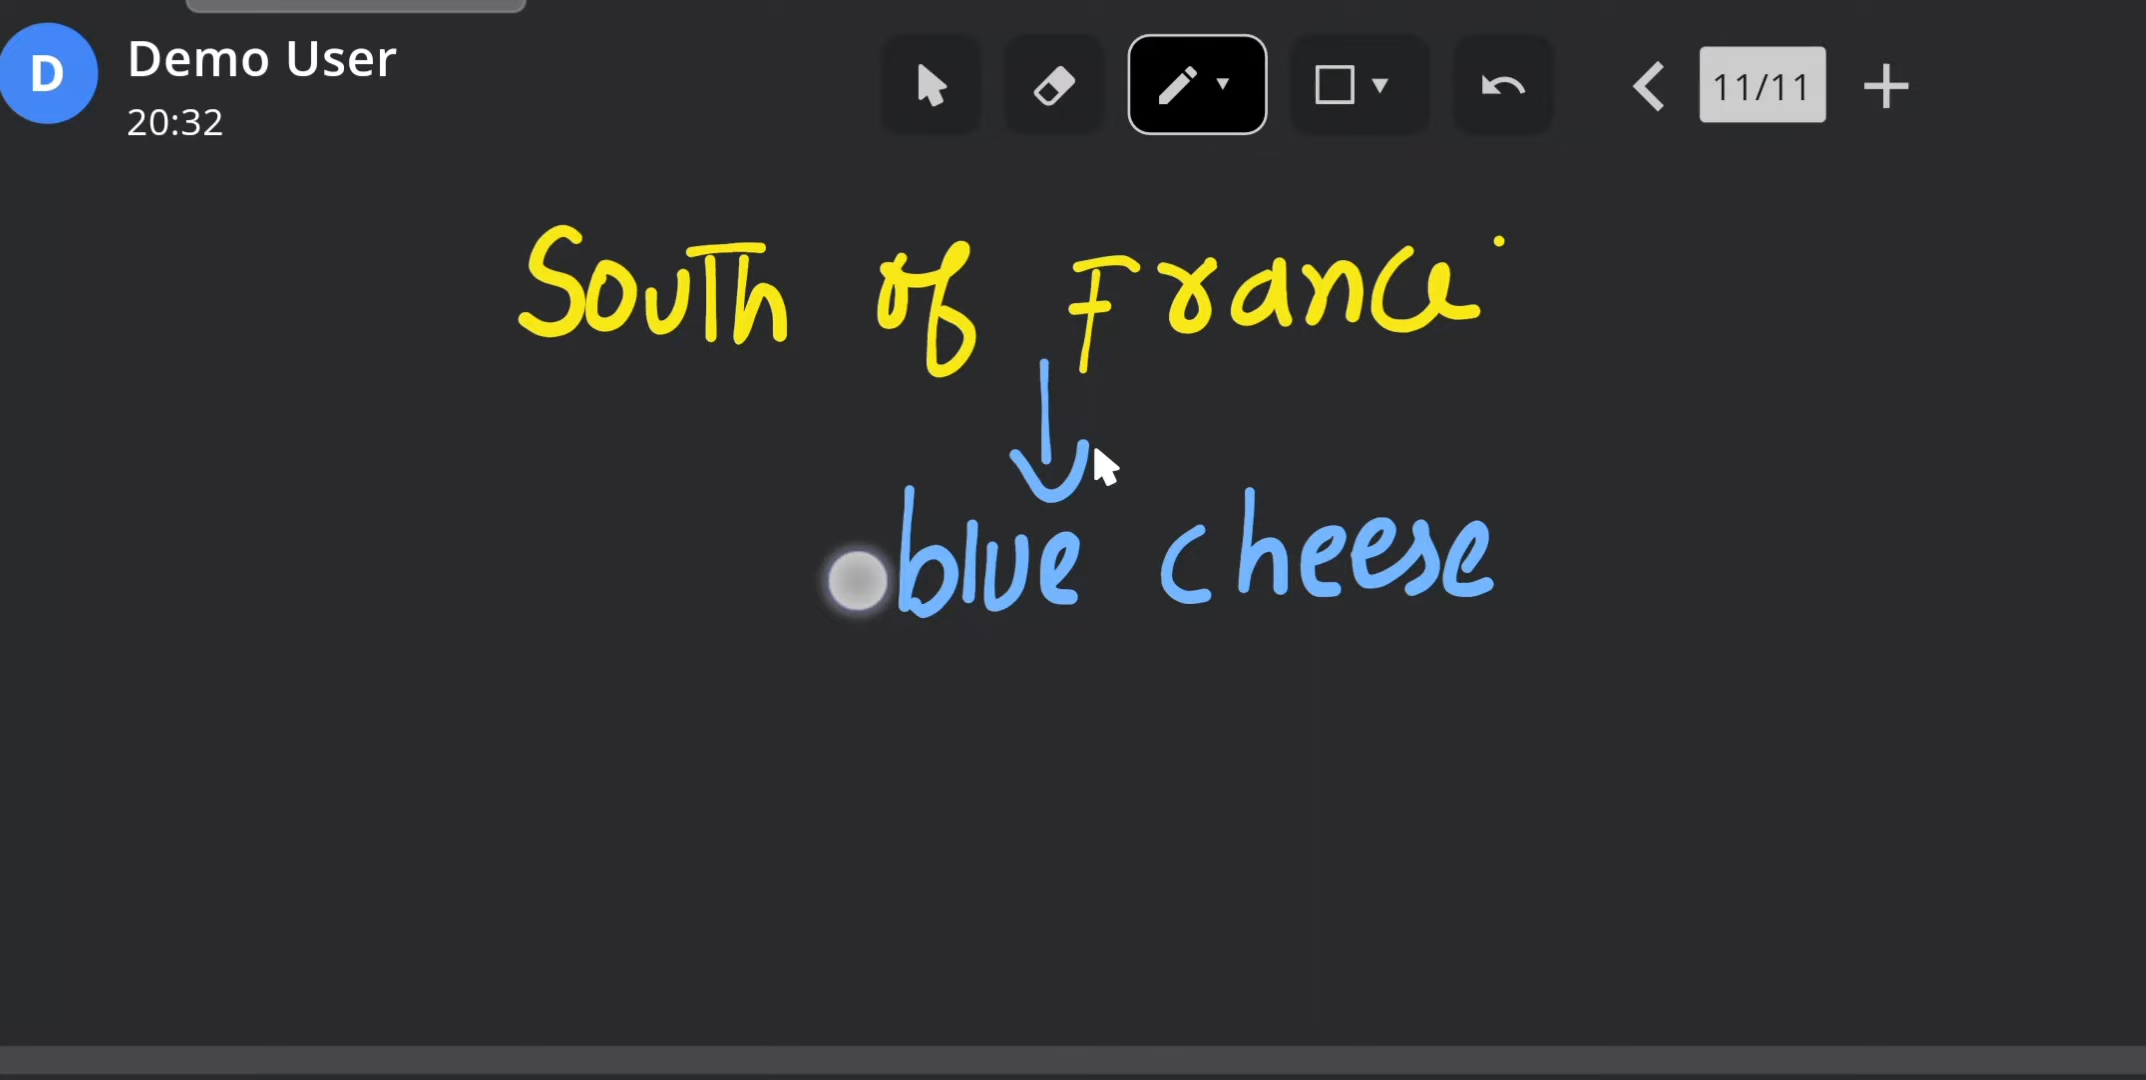 D
Demo User
20:32
11/11
South of France
blue cheese